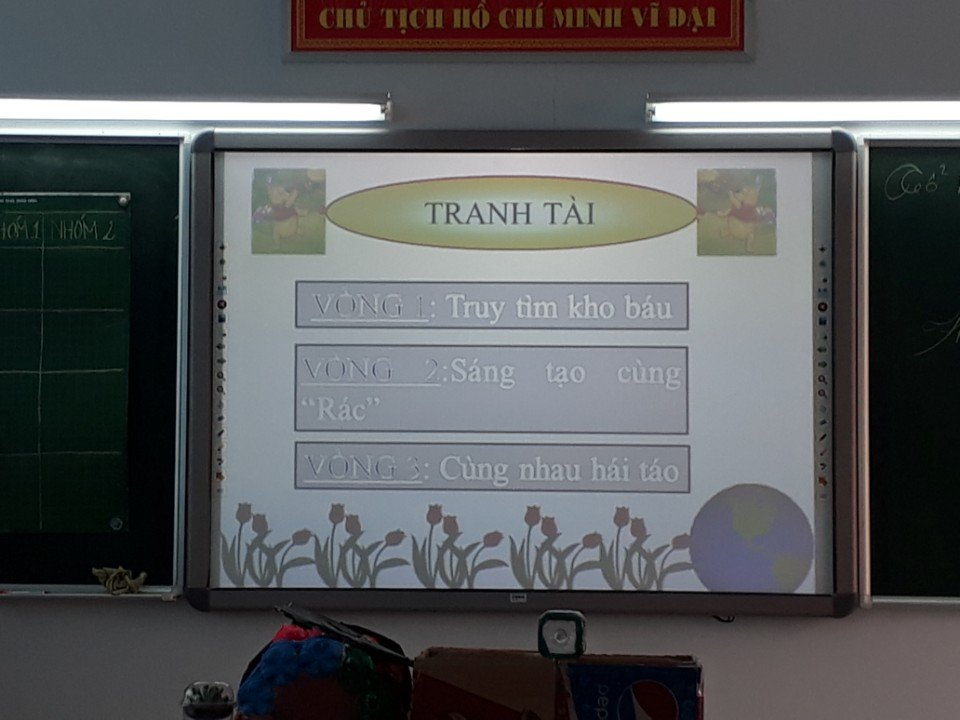 CHỦ TỊCH HỒ CHÍ MINH VĨ ĐẠI
TRANH TÀI
VÒNG 1: Truy tìm kho báu
VÒNG 2:Sáng tạo cùng
“Rác”
VÒNG 3: Cùng nhau hái táo
NHÓM 1 NHÓM 2